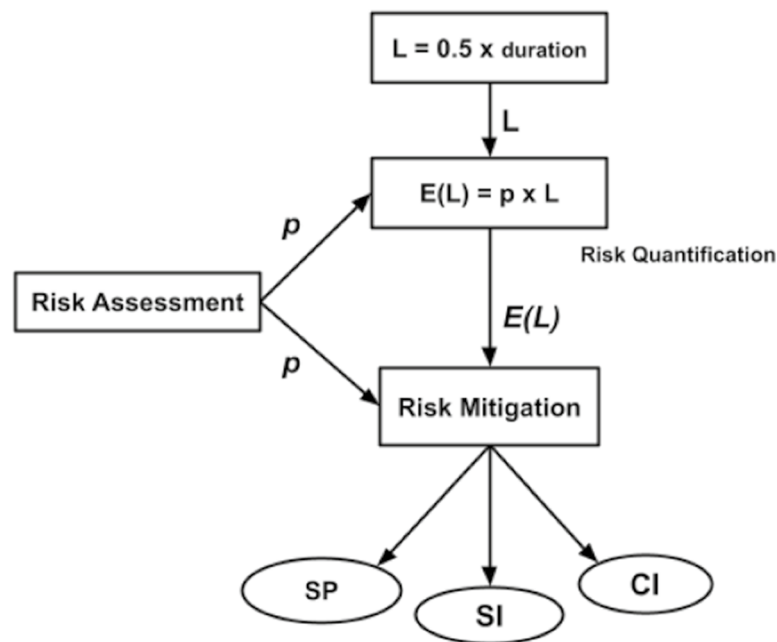 L = 0.5 x duration
L
E(L) = p x L
p
Risk Quantification
Risk Assessment
E(L)
p
Risk Mitigation
SP
SI
CI